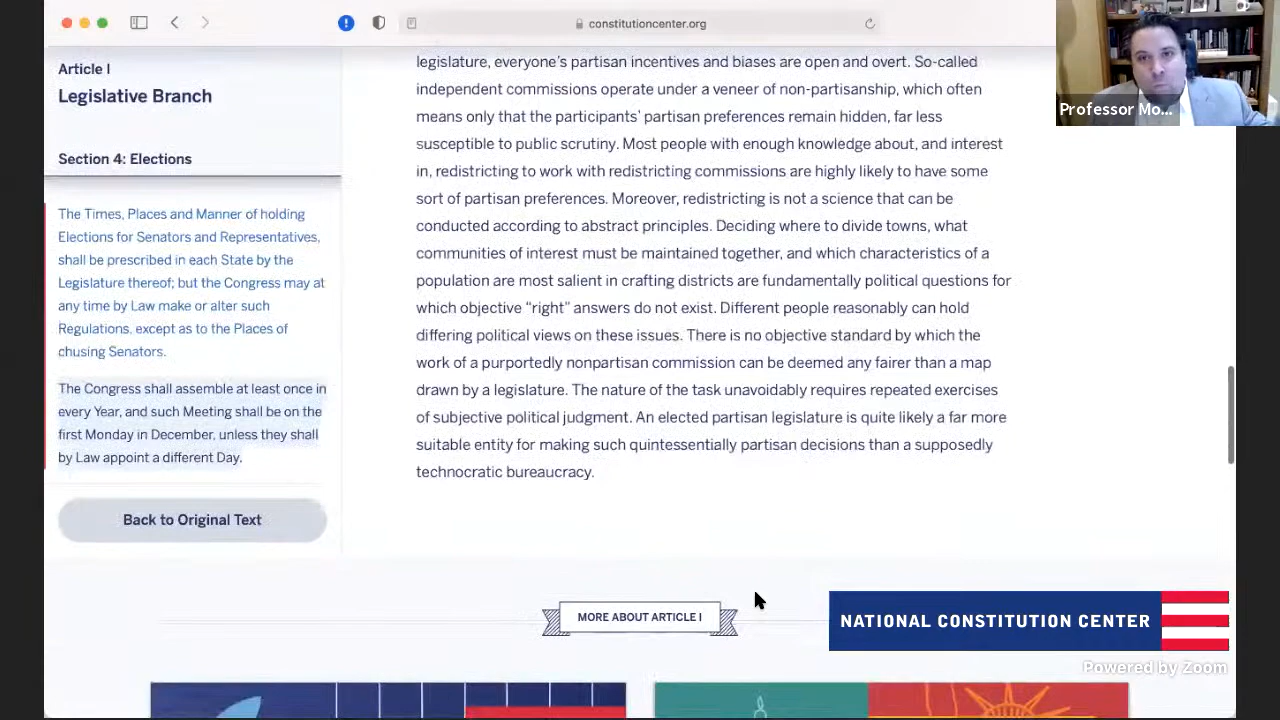 constitutioncenter.org
Professor Mo...
Article I
Legislative Branch
Section 4: Elections
The Times, Places and Manner of holding
Elections for Senators and Representatives,
shall be prescribed in each State by the
Legislature thereof; but the Congress may at
any time by Law make or alter such
Regulations, except as to the Places of
chusing Senators.
The Congress shall assemble at least once in
every Year, and such Meeting shall be on the
first Monday in December, unless they shall
by Law appoint a different Day.
Back to Original Text
legislature, everyone's partisan incentives and biases are open and overt. So-called
independent commissions operate under a veneer of non-partisanship, which often
means only that the participants' partisan preferences remain hidden, far less
susceptible to public scrutiny. Most people with enough knowledge about, and interest
in, redistricting to work with redistricting commissions are highly likely to have some
sort of partisan preferences. Moreover, redistricting is not a science that can be
conducted according to abstract principles. Deciding where to divide towns, what
communities of interest must be maintained together, and which characteristics of a
population are most salient in crafting districts are fundamentally political questions for
which objective "right" answers do not exist. Different people reasonably can hold
differing political views on these issues. There is no objective standard by which the
work of a purportedly nonpartisan commission can be deemed any fairer than a map
drawn by a legislature. The nature of the task unavoidably requires repeated exercises
of subjective political judgment. An elected partisan legislature is quite likely a far more
suitable entity for making such quintessentially partisan decisions than a supposedly
technocratic bureaucracy.
MORE ABOUT ARTICLE I
NATIONAL CONSTITUTION CENTER
Powered by Zoom